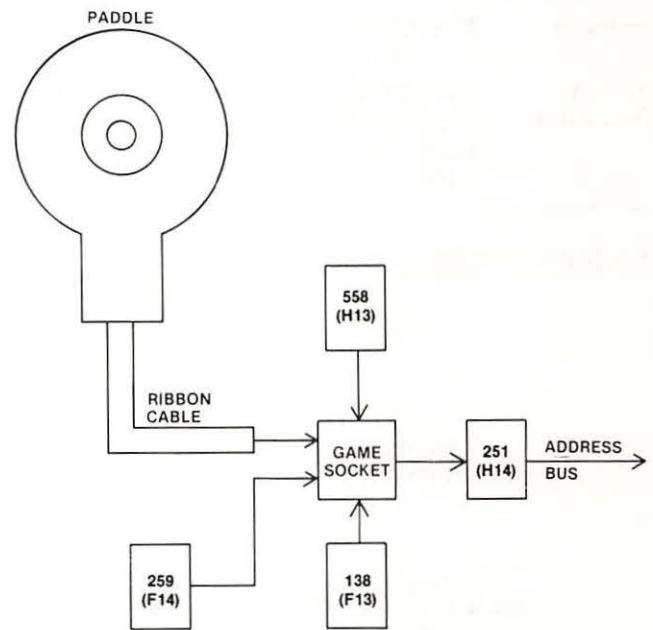 PADDLE
558
(H13)
RIBBON
CABLE
GAME
SOCKET
251
(H14)
ADDRESS
BUS
259
(F14)
138
(F13)